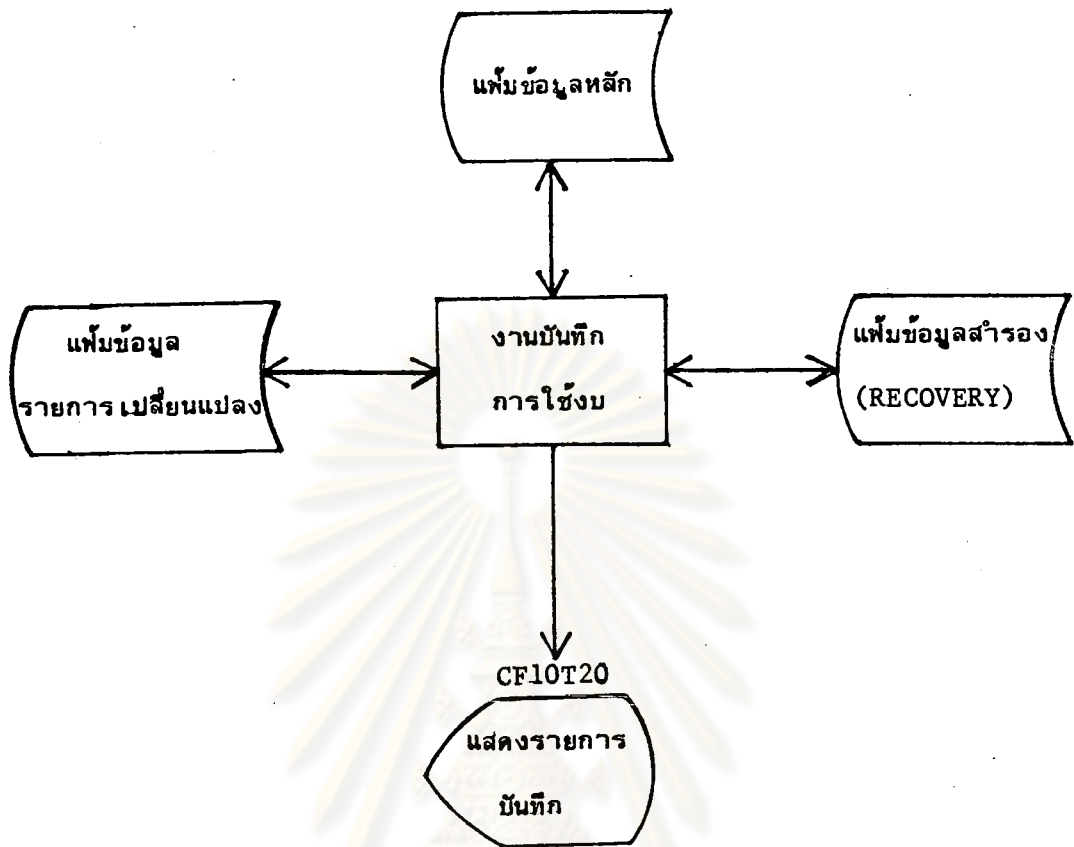 แฟ้มข้อมูลหลัก
แฟ้มข้อมูล
รายการเปลี่ยนแปลง
งานบันทึก
การใช้งบ
แฟ้มข้อมูลสำรอง
(RECOVERY)
CF10T20
แสดงรายการ
บันทึก